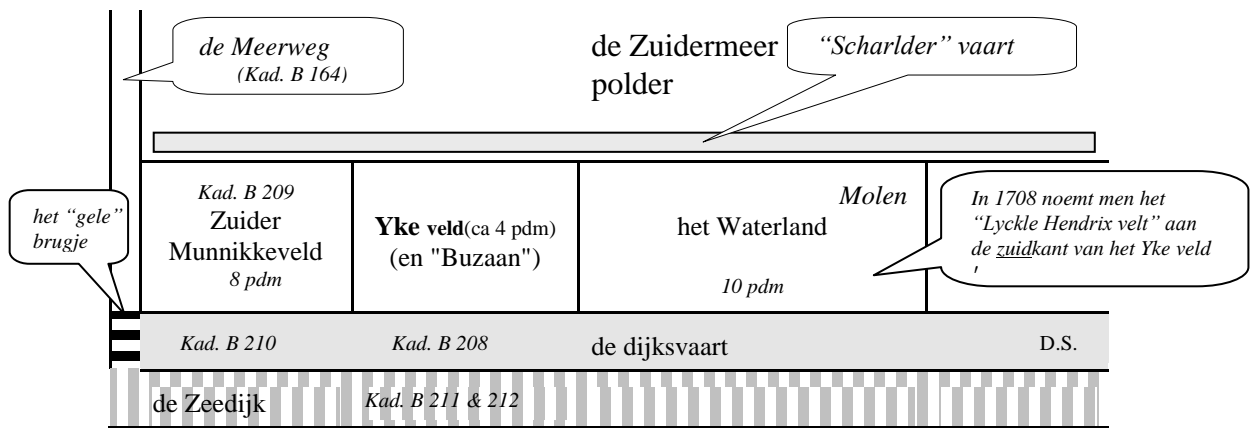 de Meerweg
(Kad. B 164)
de Zuidermeer
polder
“Scharlder” vaart
het “gele”
brugje
Kad. B 209
Zuider
Munnikkeveld
8 pdm
Yke veld(ca 4 pdm)
(en "Buzaan")
Molen
het Waterland
10 pdm
In 1708 noemt men het
“Lyckle Hendrix velt” aan
de zuidkant van het Yke veld
'
Kad. B 210
Kad. B 208
de dijksvaart
D.S.
de Zeedijk
Kad. B 211 & 212